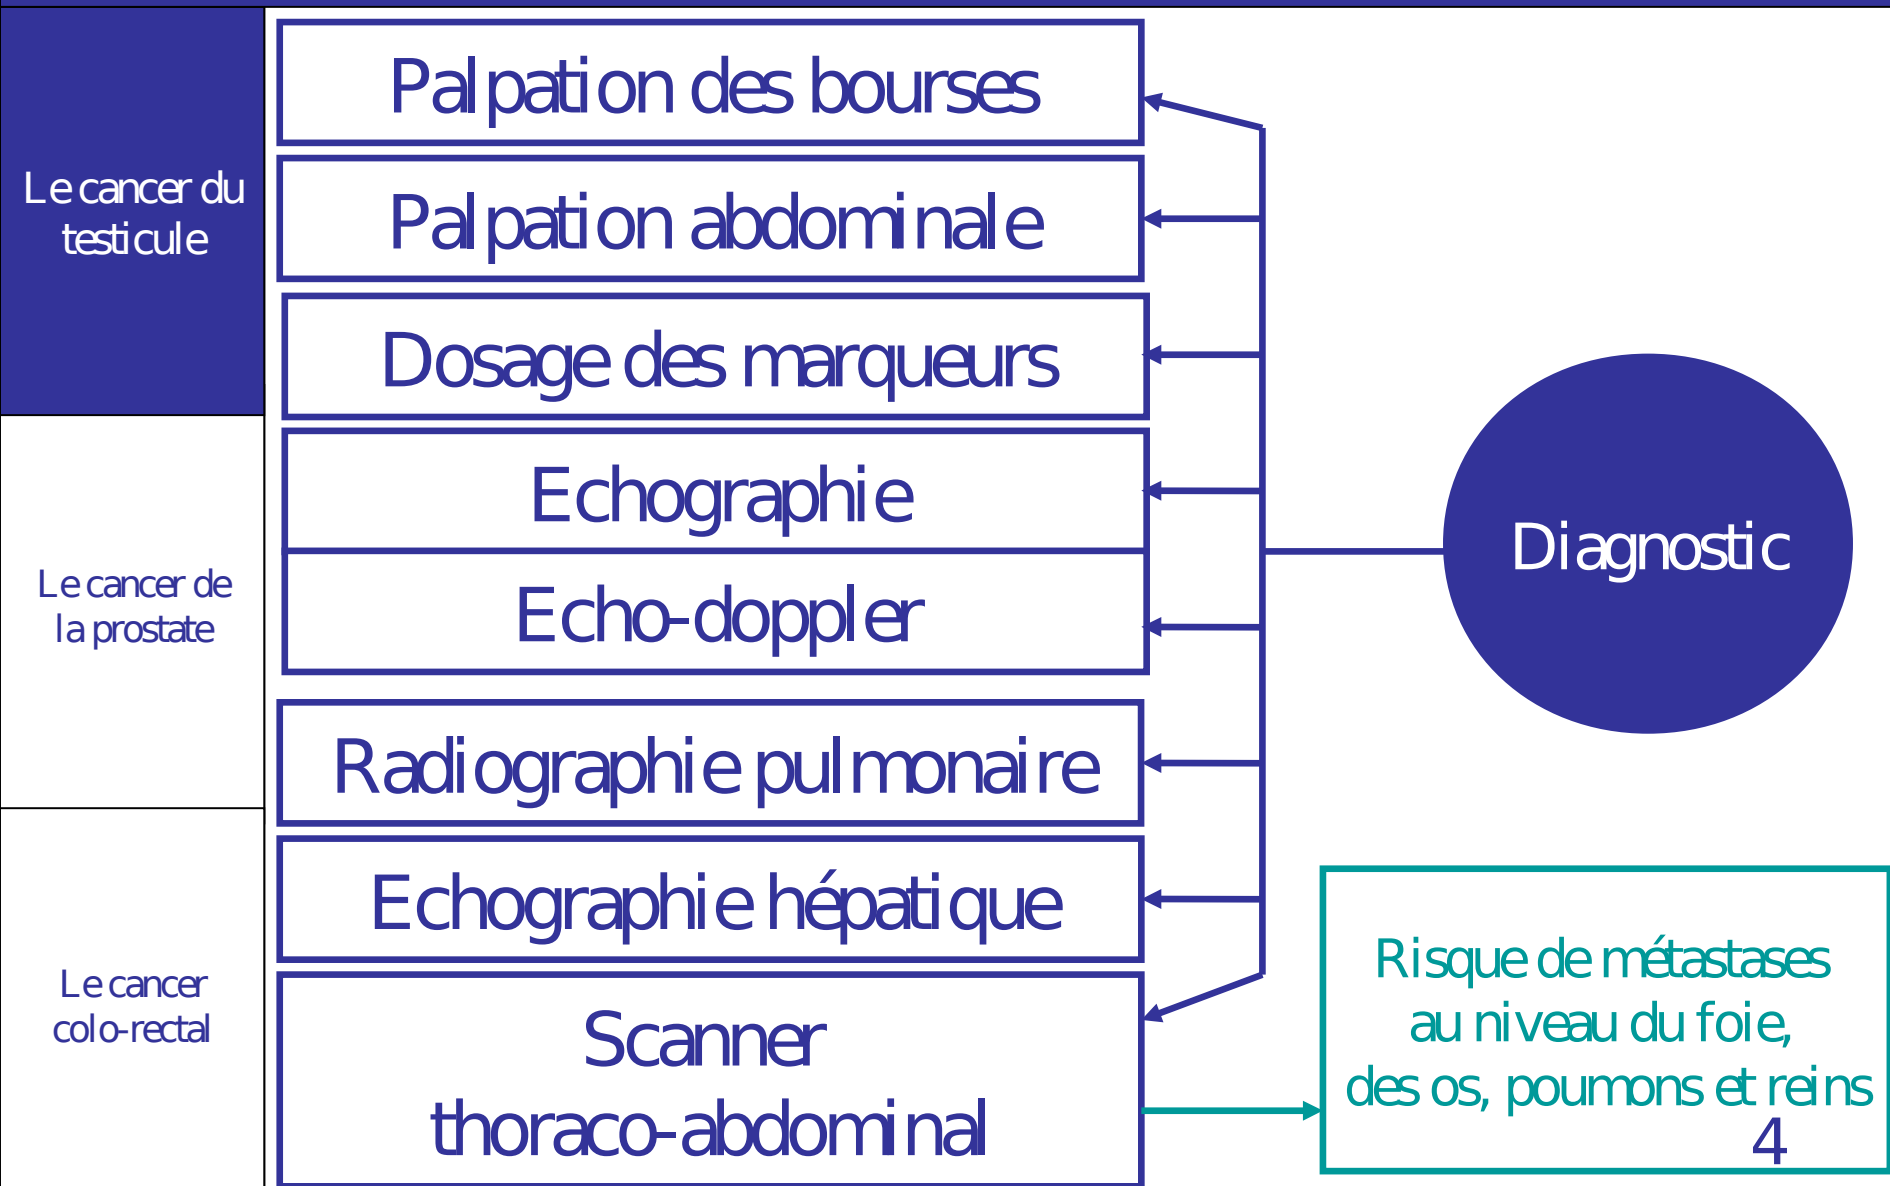 Le cancer du
testicule
Le cancer de
la prostate
Le cancer
colo-rectal
Palpation des bourses
Palpation abdominale
Dosage des marqueurs
Echographie
Echo-doppler
Radiographie pulmonaire
Echographie hépatique
Scanner
thoraco-abdominal
Diagnostic
Risque de métastases
au niveau du foie,
des os, poumons et reins
4